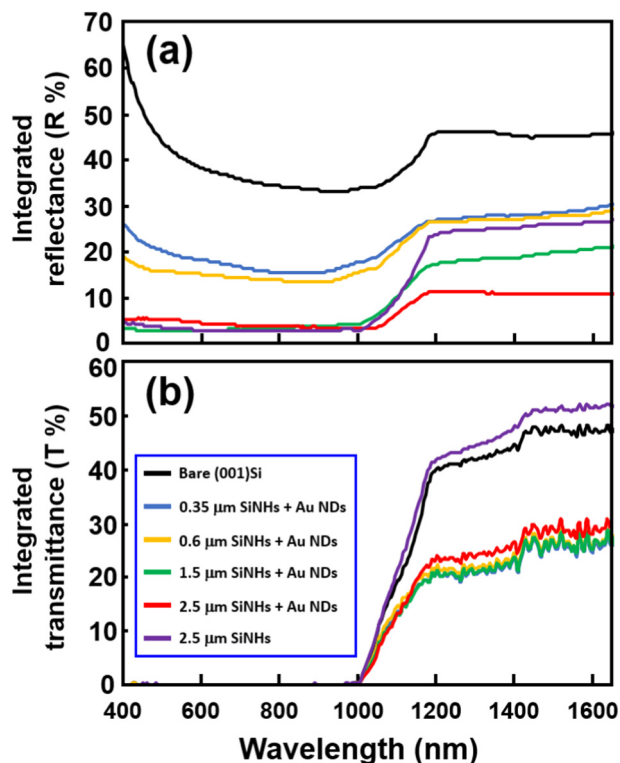 (a)
Integrated
reflectance (R %)
70
60
50
40
30
20
10
0
(b)
Integrated
transmittance (T %)
60
50
40
30
20
10
0
Bare (001)Si
0.35 μm SiNHs + Au NDs
0.6 μm SiNHs + Au NDs
1.5 μm SiNHs + Au NDs
2.5 μm SiNHs + Au NDs
2.5 μm SiNHs
400 600 800 1000 1200 1400 1600
Wavelength (nm)